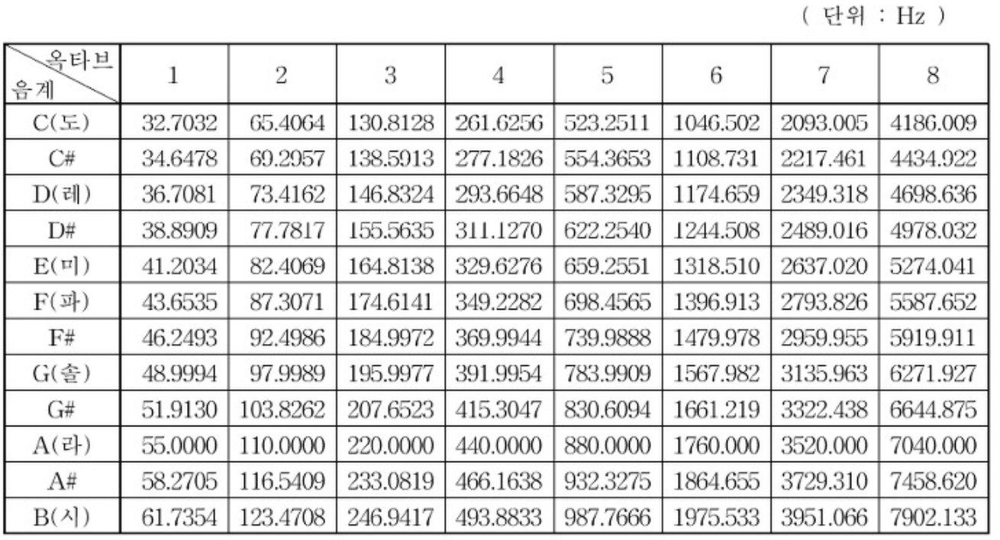 ( 단위 : Hz )
옥타브
음계 1 2 3 4 5 6 7 8
C(도) 32.7032 65.4064 130.8128 261.6256 523.2511 1046.502 2093.005 4186.009
C# 34.6478 69.2957 138.5913 277.1826 554.3653 1108.731 2217.461 4434.922
D(레) 36.7081 73.4162 146.8324 293.6648 587.3295 1174.659 2349.318 4698.636
D# 38.8909 77.7817 155.5635 311.1270 622.2540 1244.508 2489.016 4978.032
E(미) 41.2034 82.4069 164.8138 329.6276 659.2551 1318.510 2637.020 5274.041
F(파) 43.6535 87.3071 174.6141 349.2282 698.4565 1396.913 2793.826 5587.652
F# 46.2493 92.4986 184.9972 369.9944 739.9888 1479.978 2959.955 5919.911
G(솔) 48.9994 97.9989 195.9977 391.9954 783.9909 1567.982 3135.963 6271.927
G# 51.9130 103.8262 207.6523 415.3047 830.6094 1661.219 3322.438 6644.875
A(라) 55.0000 110.0000 220.0000 440.0000 880.0000 1760.000 3520.000 7040.000
A# 58.2705 116.5409 233.0819 466.1638 932.3275 1864.655 3729.310 7458.620
B(시) 61.7354 123.4708 246.9417 493.8833 987.7666 1975.533 3951.066 7902.133